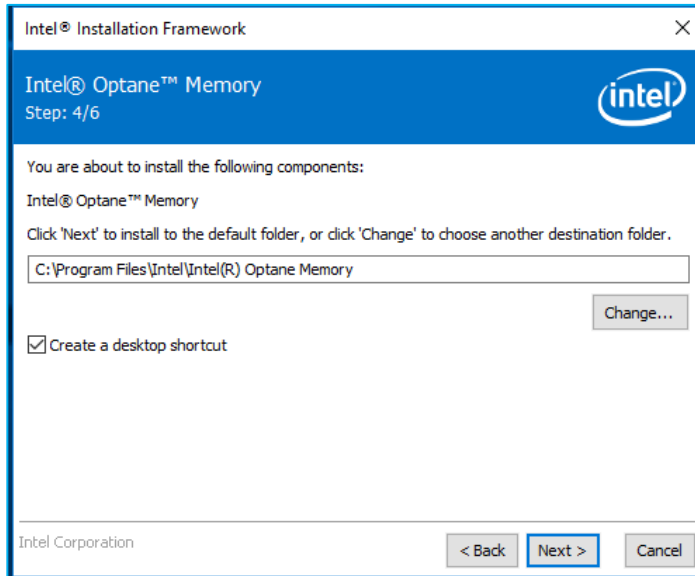 Intel® Installation Framework
Intel® Optane™ Memory
Step: 4/6
intel
You are about to install the following components:
Intel® Optane™ Memory
Click 'Next' to install to the default folder, or click 'Change' to choose another destination folder.
C:\Program Files\Intel\Intel(R) Optane Memory
Change...
Create a desktop shortcut
Intel Corporation
< Back
Next >
Cancel